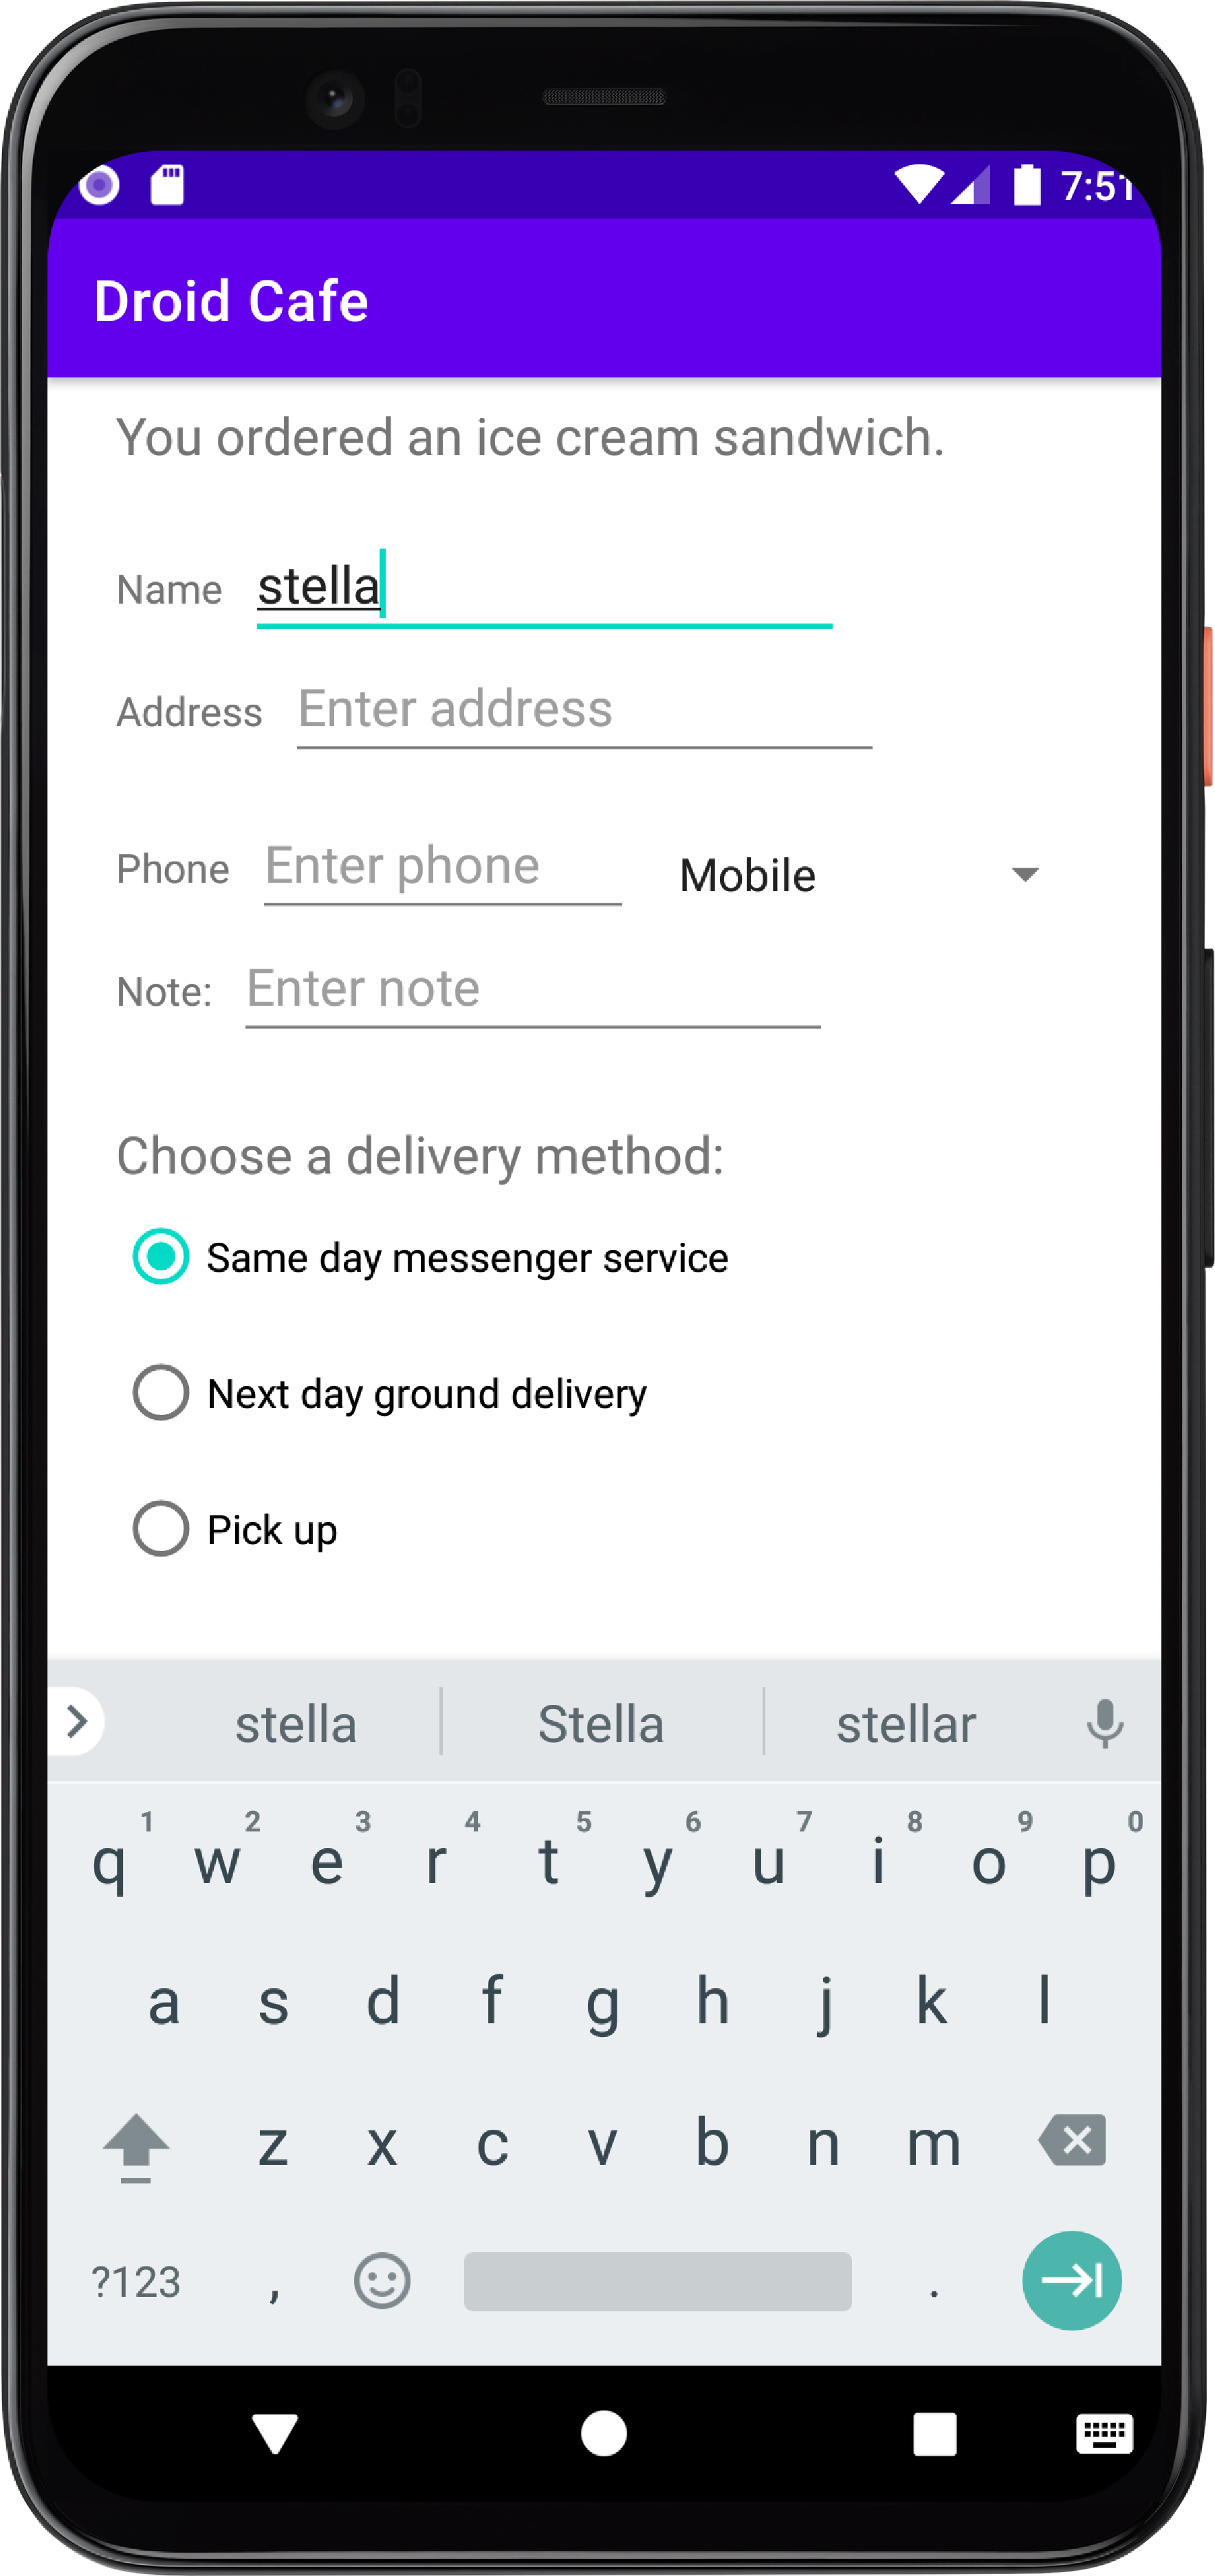 7:51
Droid Cafe
You ordered an ice cream sandwich.
Name stella
Address Enter address
Phone Enter phone Mobile
Note: Enter note
Choose a delivery method:
Same day messenger service
Next day ground delivery
Pick up
stella Stella stellar
1 2 3 4 5 6 7 8 9 0
q w e r t y u i o p
a s d f g h j k l
z x c v b n m
?123 , .